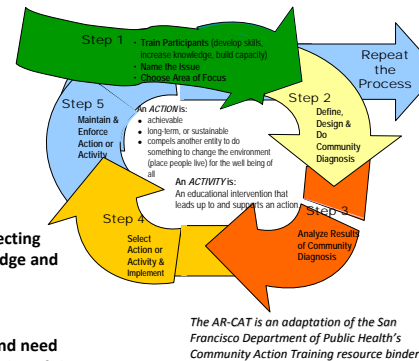 Step 1
• Train Participants (develop skills,
increase knowledge, build capacity)
• Name the Issue
• Choose Area of Focus
Repeat
the
Process
Step 2
Define,
Design &
Do
Community
Diagnosis
Step 5
Maintain &
Enforce
Action or
Activity
An ACTION is:
• achievable
• long-term, or sustainable
• compels another entity to do
something to change the environment
(place people live) for the well being of
all
An ACTIVITY is:
An educational intervention that
leads up to and supports an action
Step 3
Analyze Results
of Community
Diagnosis
Step 4
Select
Action or
Activity &
Implement
ecting
dge and
nd need
The AR-CAT is an adaptation of the San
Francisco Department of Public Health's
Community Action Training resource binder